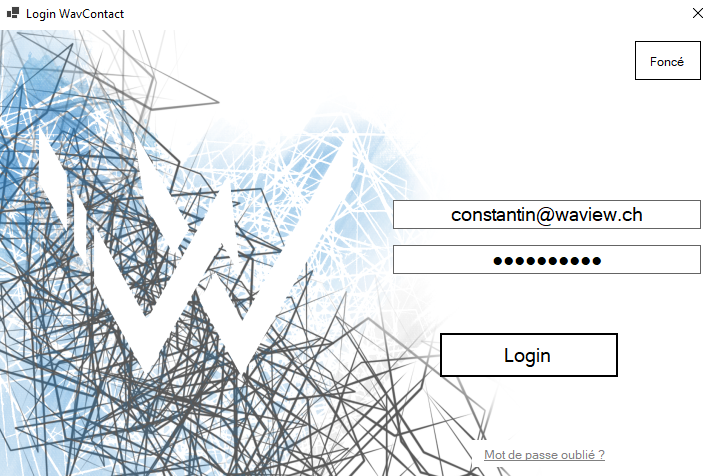 Login WavContact
Foncé
constantin@waview.ch
●●●●●●●●●●
Login
Mot de passe oublié ?